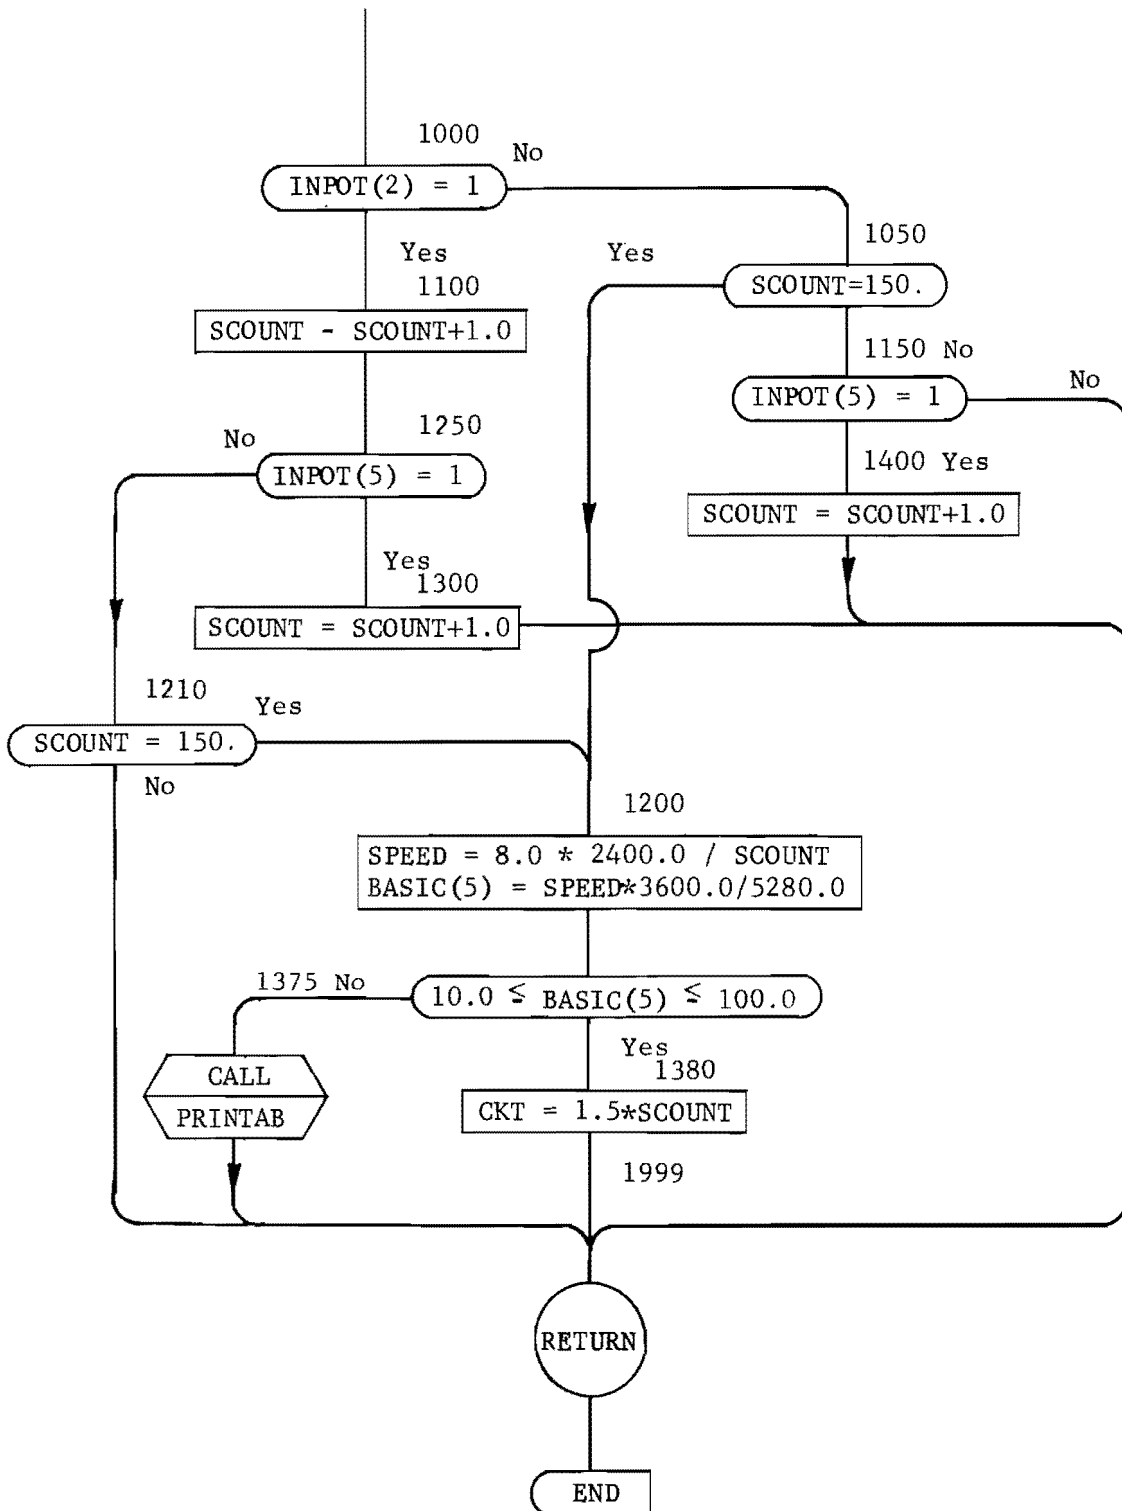 1000
No
INPOT(2) = 1
Yes
1050
Yes
SCOUNT=150.
1100
SCOUNT - SCOUNT+1.0
1150 No
INPOT(5) = 1
No
1250
No
INPOT(5) = 1
1400 Yes
SCOUNT = SCOUNT+1.0
Yes
1300
SCOUNT = SCOUNT+1.0
1210
Yes
SCOUNT = 150.
No
1200
SPEED = 8.0 * 2400.0 / SCOUNT
BASIC(5) = SPEED*3600.0/5280.0
1375 No
10.0 ≤ BASIC(5) ≤ 100.0
Yes
1380
CALL
PRINTAB
CKT = 1.5*SCOUNT
1999
RETURN
END